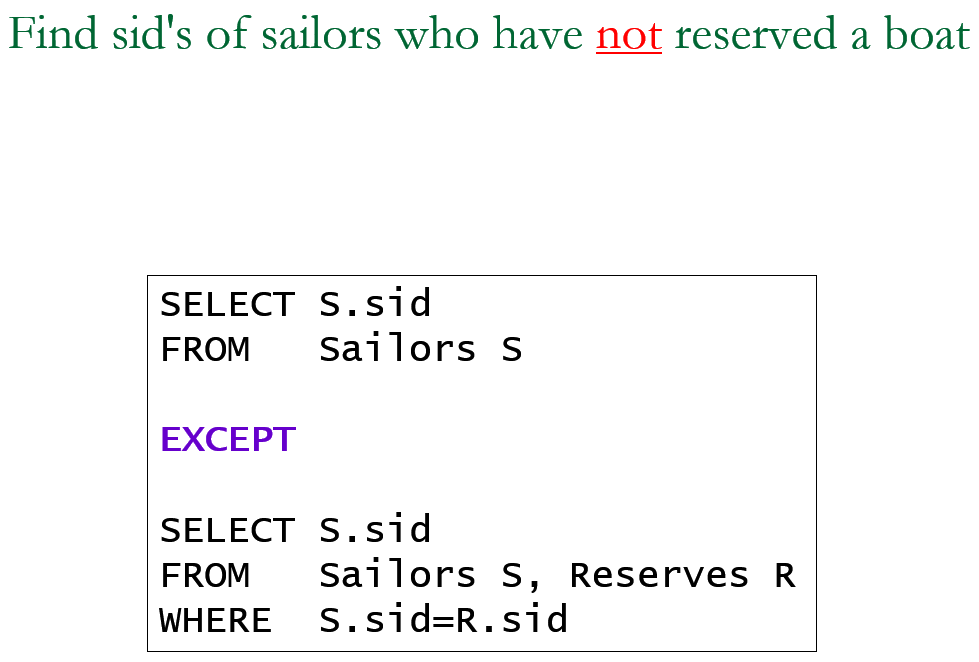 Find sid's of sailors who have not reserved a boat
SELECT S.sid
FROM   Sailors S
EXCEPT
SELECT S.sid
FROM   Sailors S, Reserves R
WHERE  S.sid=R.sid